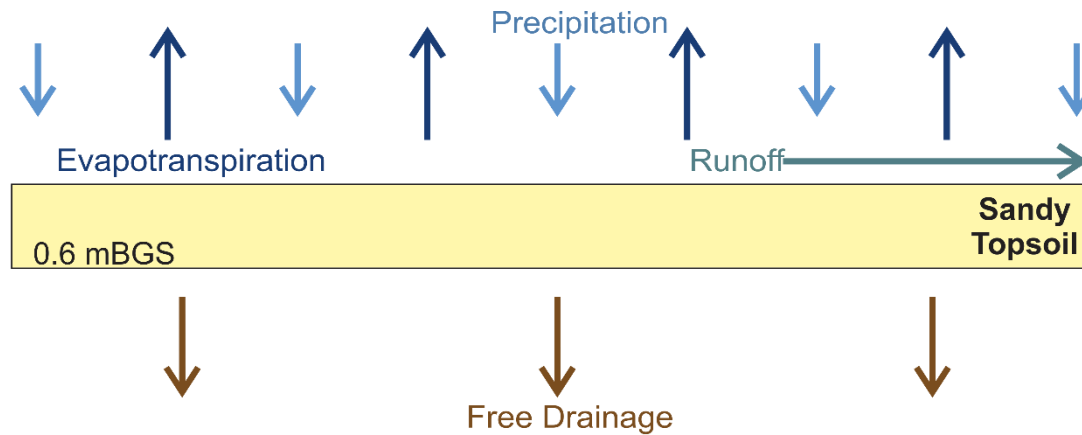 Precipitation
Evapotranspiration
Runoff
Sandy
Topsoil
0.6 mBGS
Free Drainage